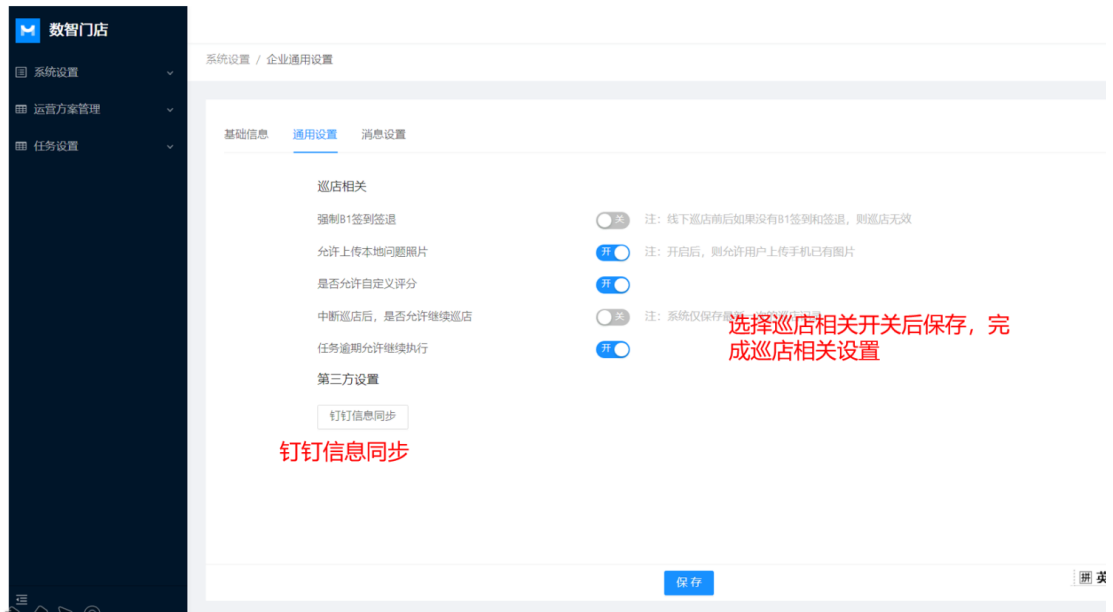 数智门店
系统设置
运营方案管理
任务设置
系统设置 / 企业通用设置
基础信息 通用设置 消息设置
巡店相关
强制B1签到签退 关 注：线下巡店前后如果没有B1签到和签退，则巡店无效
允许上传本地问题照片 开 注：开启后，则允许用户上传手机已有图片
是否允许自定义评分 开
中断巡店后，是否允许继续巡店 关 注：系统仅保存
选择巡店相关开关后保存，完
成巡店相关设置
任务逾期允许继续执行 开
第三方设置
钉钉信息同步
钉钉信息同步
保存
拼 英